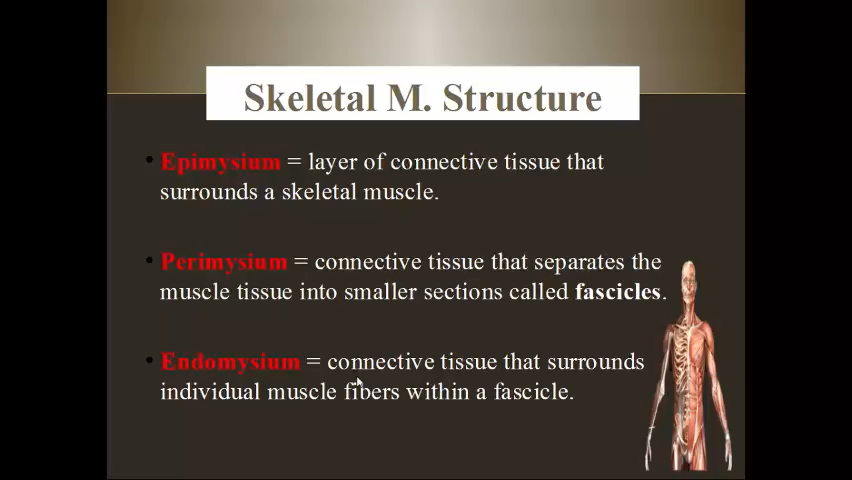 Skeletal M. Structure
• Epimysium = layer of connective tissue that
surrounds a skeletal muscle.
• Perimysium = connective tissue that separates the
muscle tissue into smaller sections called fascicles.
• Endomysium = connective tissue that surrounds
individual muscle fibers within a fascicle.